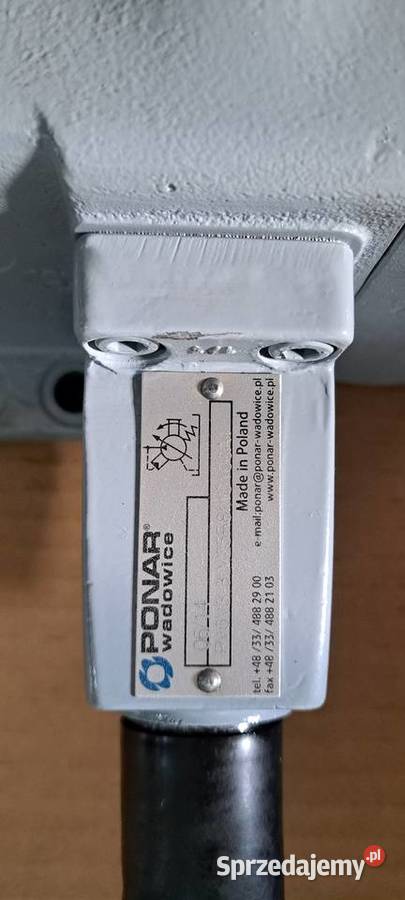 PONAR®
wadowice
Made in Poland
tel. +48 /33/ 488 29 00
fax +48 /33/ 488 21 03
e-mail:ponar@ponar-wadowice.pl
www.ponar-wadowice.pl
Sprzedajemy.pl